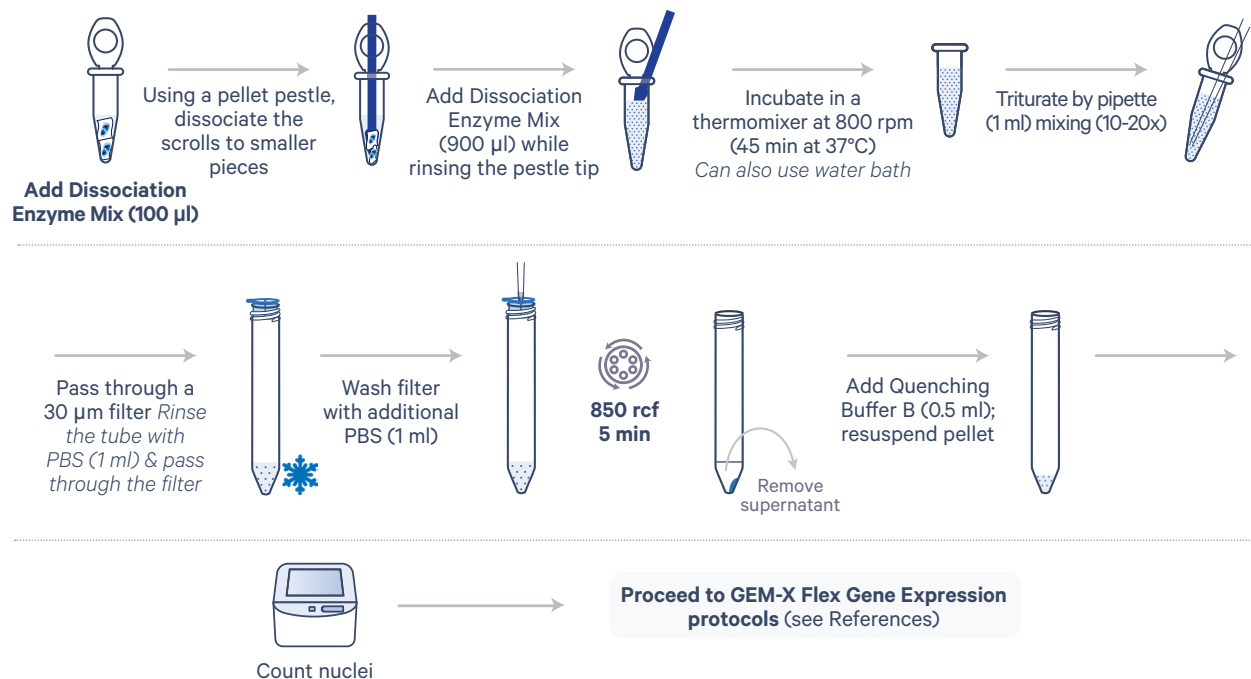 Add Dissociation
Enzyme Mix (100 µl)
Using a pellet pestle,
dissociate the
scrolls to smaller
pieces
Add Dissociation
Enzyme Mix
(900 µl) while
rinsing the pestle tip
Incubate in a
thermomixer at 800 rpm
(45 min at 37°C)
Can also use water bath
Triturate by pipette
(1 ml) mixing (10-20x)
Pass through a
30 µm filter Rinse
the tube with
PBS (1 ml) & pass
through the filter
Wash filter
with additional
PBS (1 ml)
850 rcf
5 min
Remove
supernatant
Add Quenching
Buffer B (0.5 ml);
resuspend pellet
Count nuclei
Proceed to GEM-X Flex Gene Expression
protocols (see References)